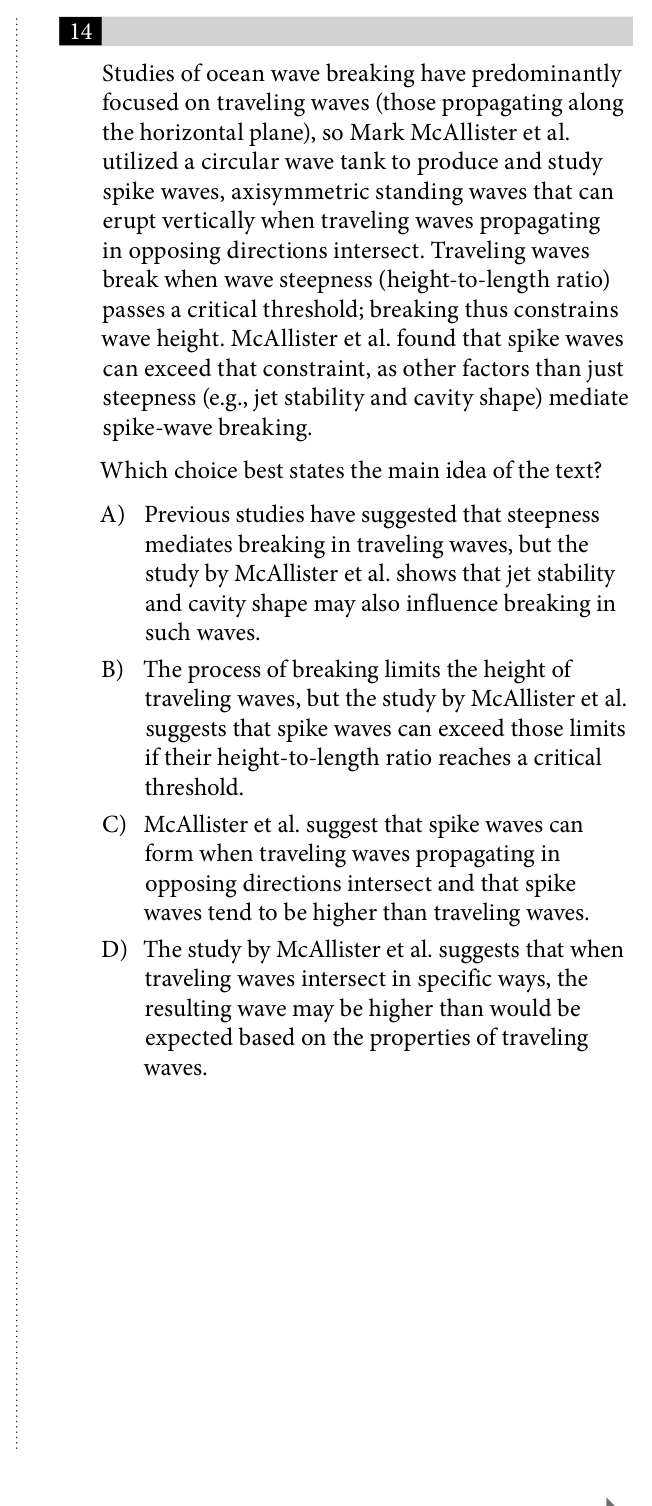 14
Studies of ocean wave breaking have predominantly
focused on traveling waves (those propagating along
the horizontal plane), so Mark McAllister et al.
utilized a circular wave tank to produce and study
spike waves, axisymmetric standing waves that can
erupt vertically when traveling waves propagating
in opposing directions intersect. Traveling waves
break when wave steepness (height-to-length ratio)
passes a critical threshold; breaking thus constrains
wave height. McAllister et al. found that spike waves
can exceed that constraint, as other factors than just
steepness (e.g., jet stability and cavity shape) mediate
spike-wave breaking.
Which choice best states the main idea of the text?
A) Previous studies have suggested that steepness
mediates breaking in traveling waves, but the
study by McAllister et al. shows that jet stability
and cavity shape may also influence breaking in
such waves.
B) The process of breaking limits the height of
traveling waves, but the study by McAllister et al.
suggests that spike waves can exceed those limits
if their height-to-length ratio reaches a critical
threshold.
C) McAllister et al. suggest that spike waves can
form when traveling waves propagating in
opposing directions intersect and that spike
waves tend to be higher than traveling waves.
D) The study by McAllister et al. suggests that when
traveling waves intersect in specific ways, the
resulting wave may be higher than would be
expected based on the properties of traveling
waves.